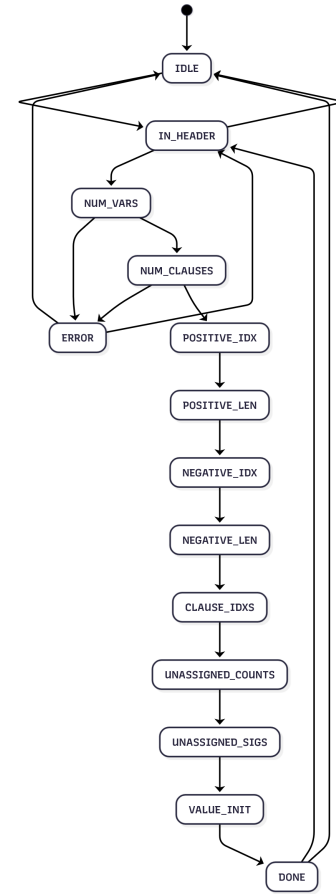 IDLE
IN_HEADER
NUM_VARS
NUM_CLAUSES
ERROR
POSITIVE_IDX
POSITIVE_LEN
NEGATIVE_IDX
NEGATIVE_LEN
CLAUSE_IDXS
UNASSIGNED_COUNTS
UNASSIGNED_SIGS
VALUE_INIT
DONE